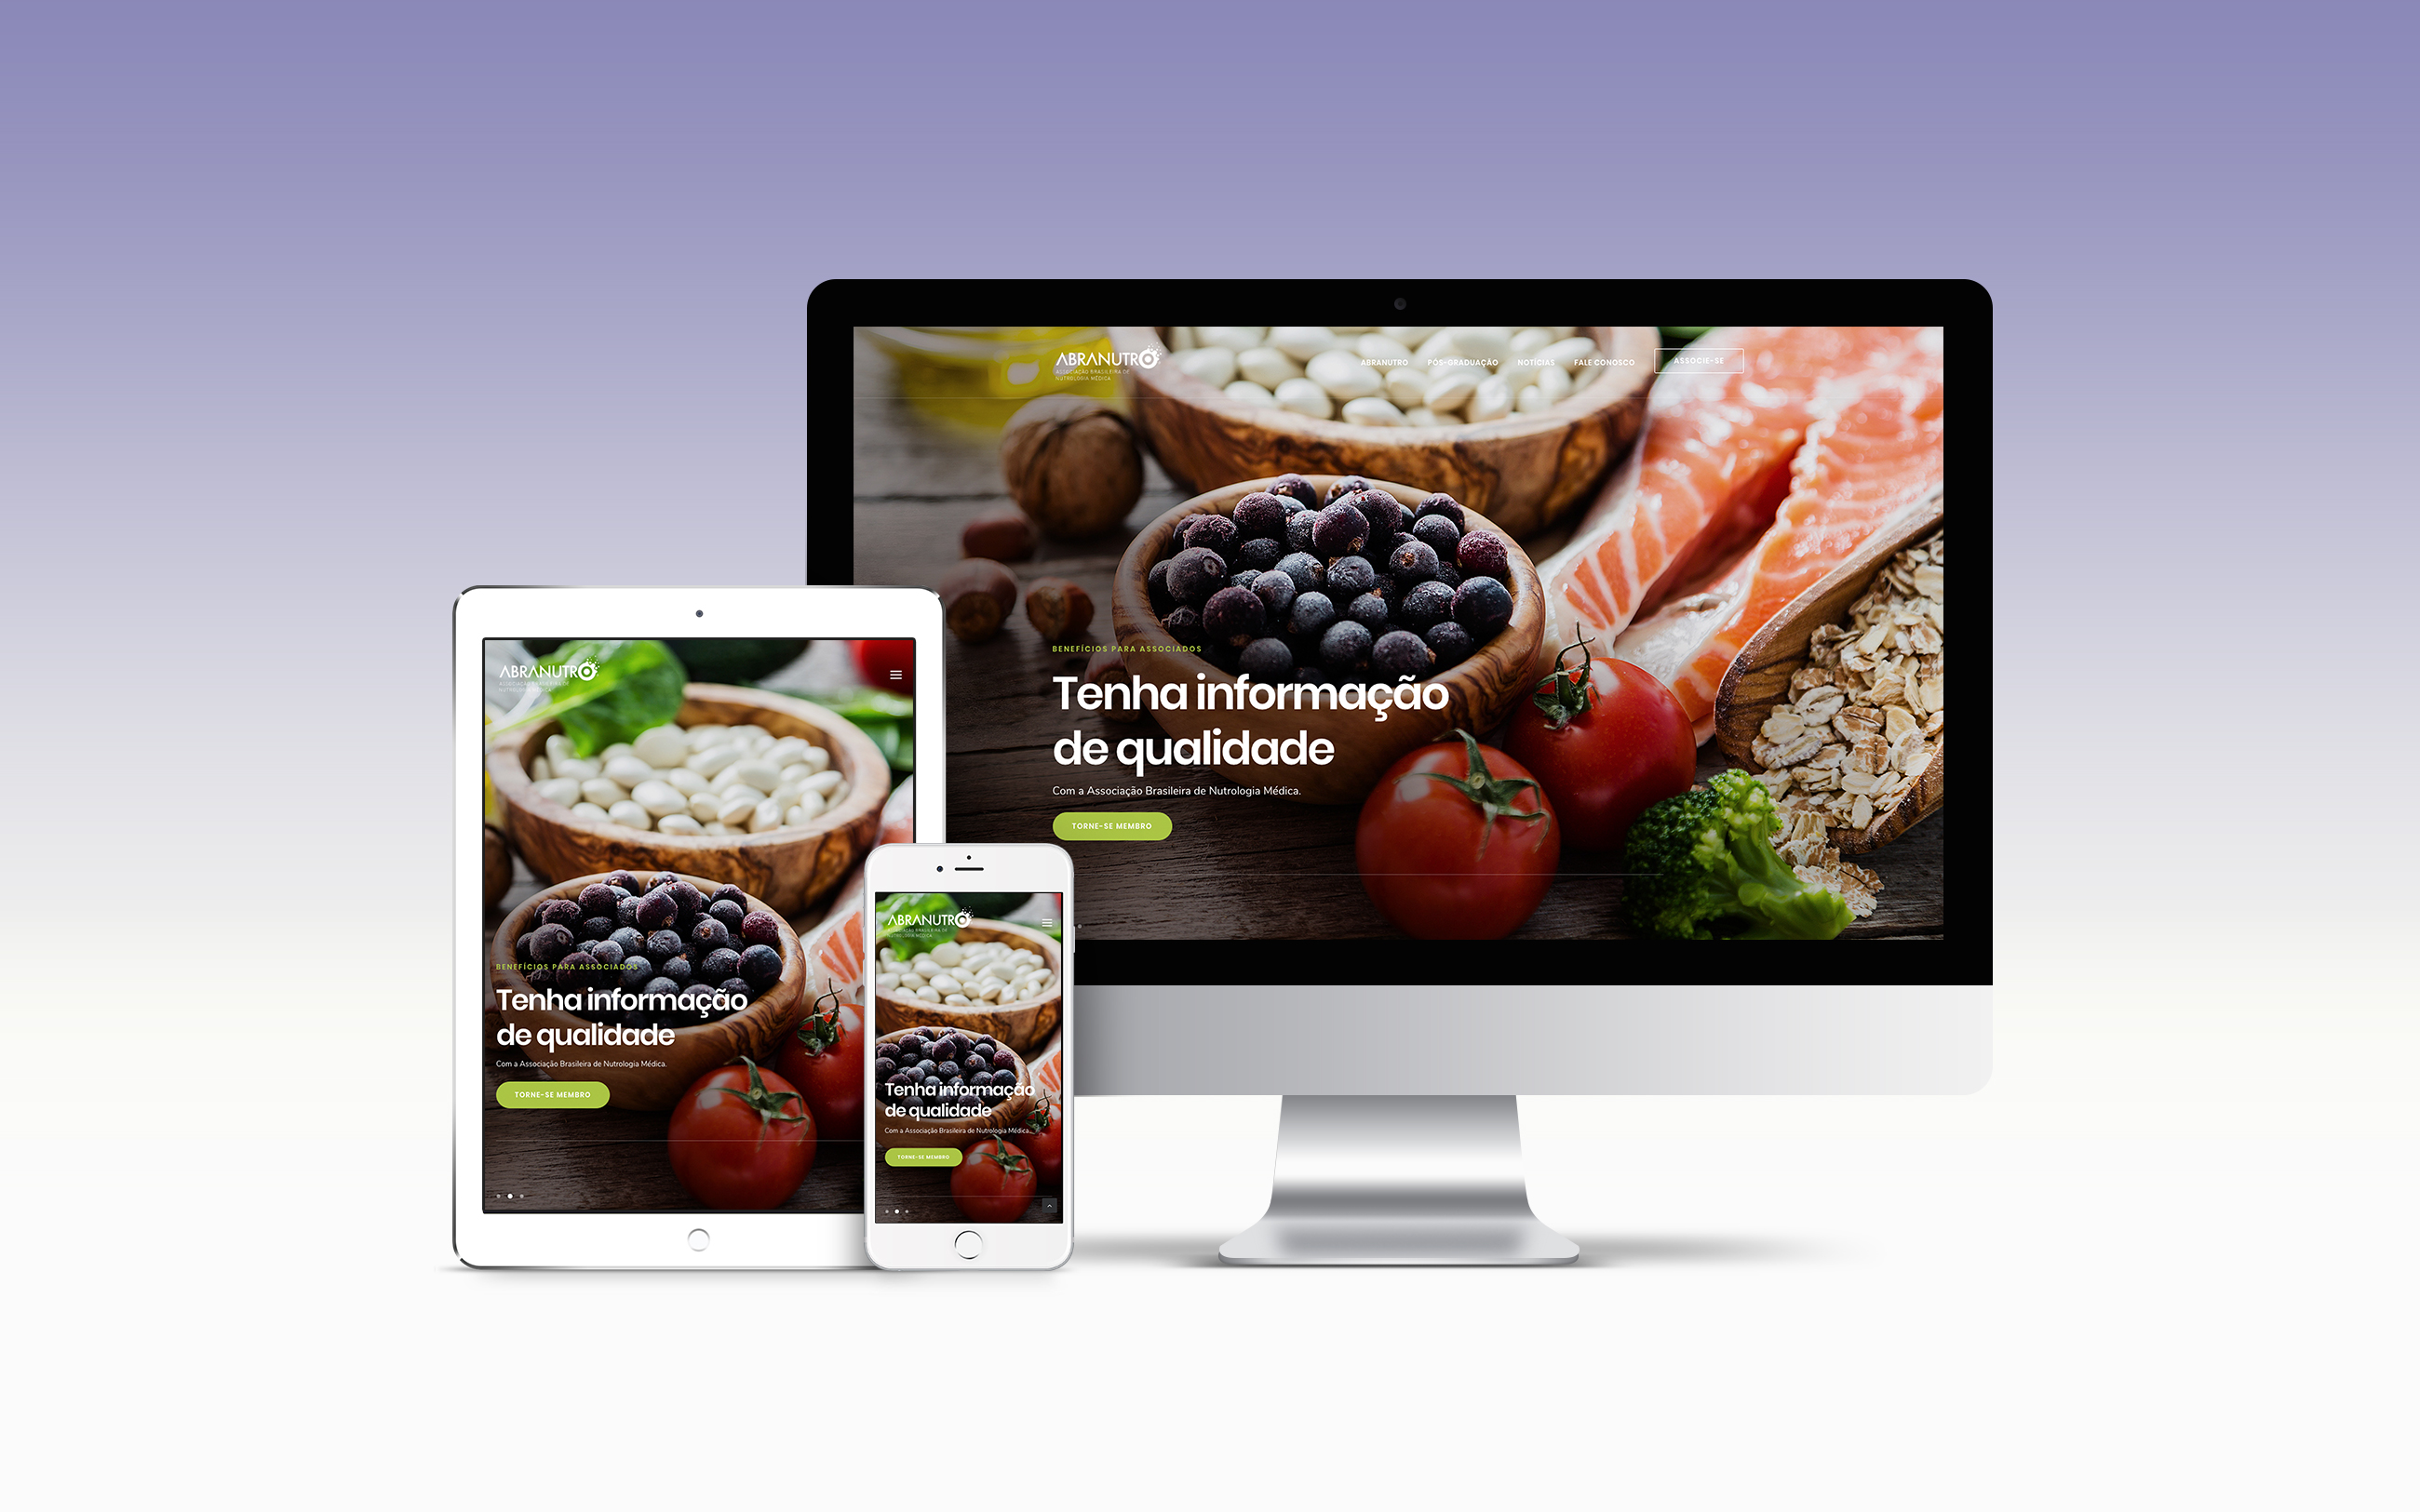 ABRANUTRO
ASSOCIAÇÃO BRASILEIRA DE
NUTROLOGIA MÉDICA
ABRANUTRO
PÓS-GRADUAÇÃO
NOTÍCIAS
FALE CONOSCO
ASSOCIE-SE
BENEFÍCIOS PARA ASSOCIADOS
Tenha informação
de qualidade
Com a Associação Brasileira de Nutrologia Médica.
TORNE-SE MEMBRO
ABRANUTRO
ASSOCIAÇÃO BRASILEIRA DE
NUTROLOGIA MÉDICA
BENEFÍCIOS PARA ASSOCIADOS
Tenha informação
de qualidade
Com a Associação Brasileira de Nutrologia Médica.
TORNE-SE MEMBRO
ABRANUTRO
ASSOCIAÇÃO BRASILEIRA DE
NUTROLOGIA MÉDICA
Tenha informação
de qualidade
Com a Associação Brasileira de Nutrologia Médica.
TORNE-SE MEMBRO